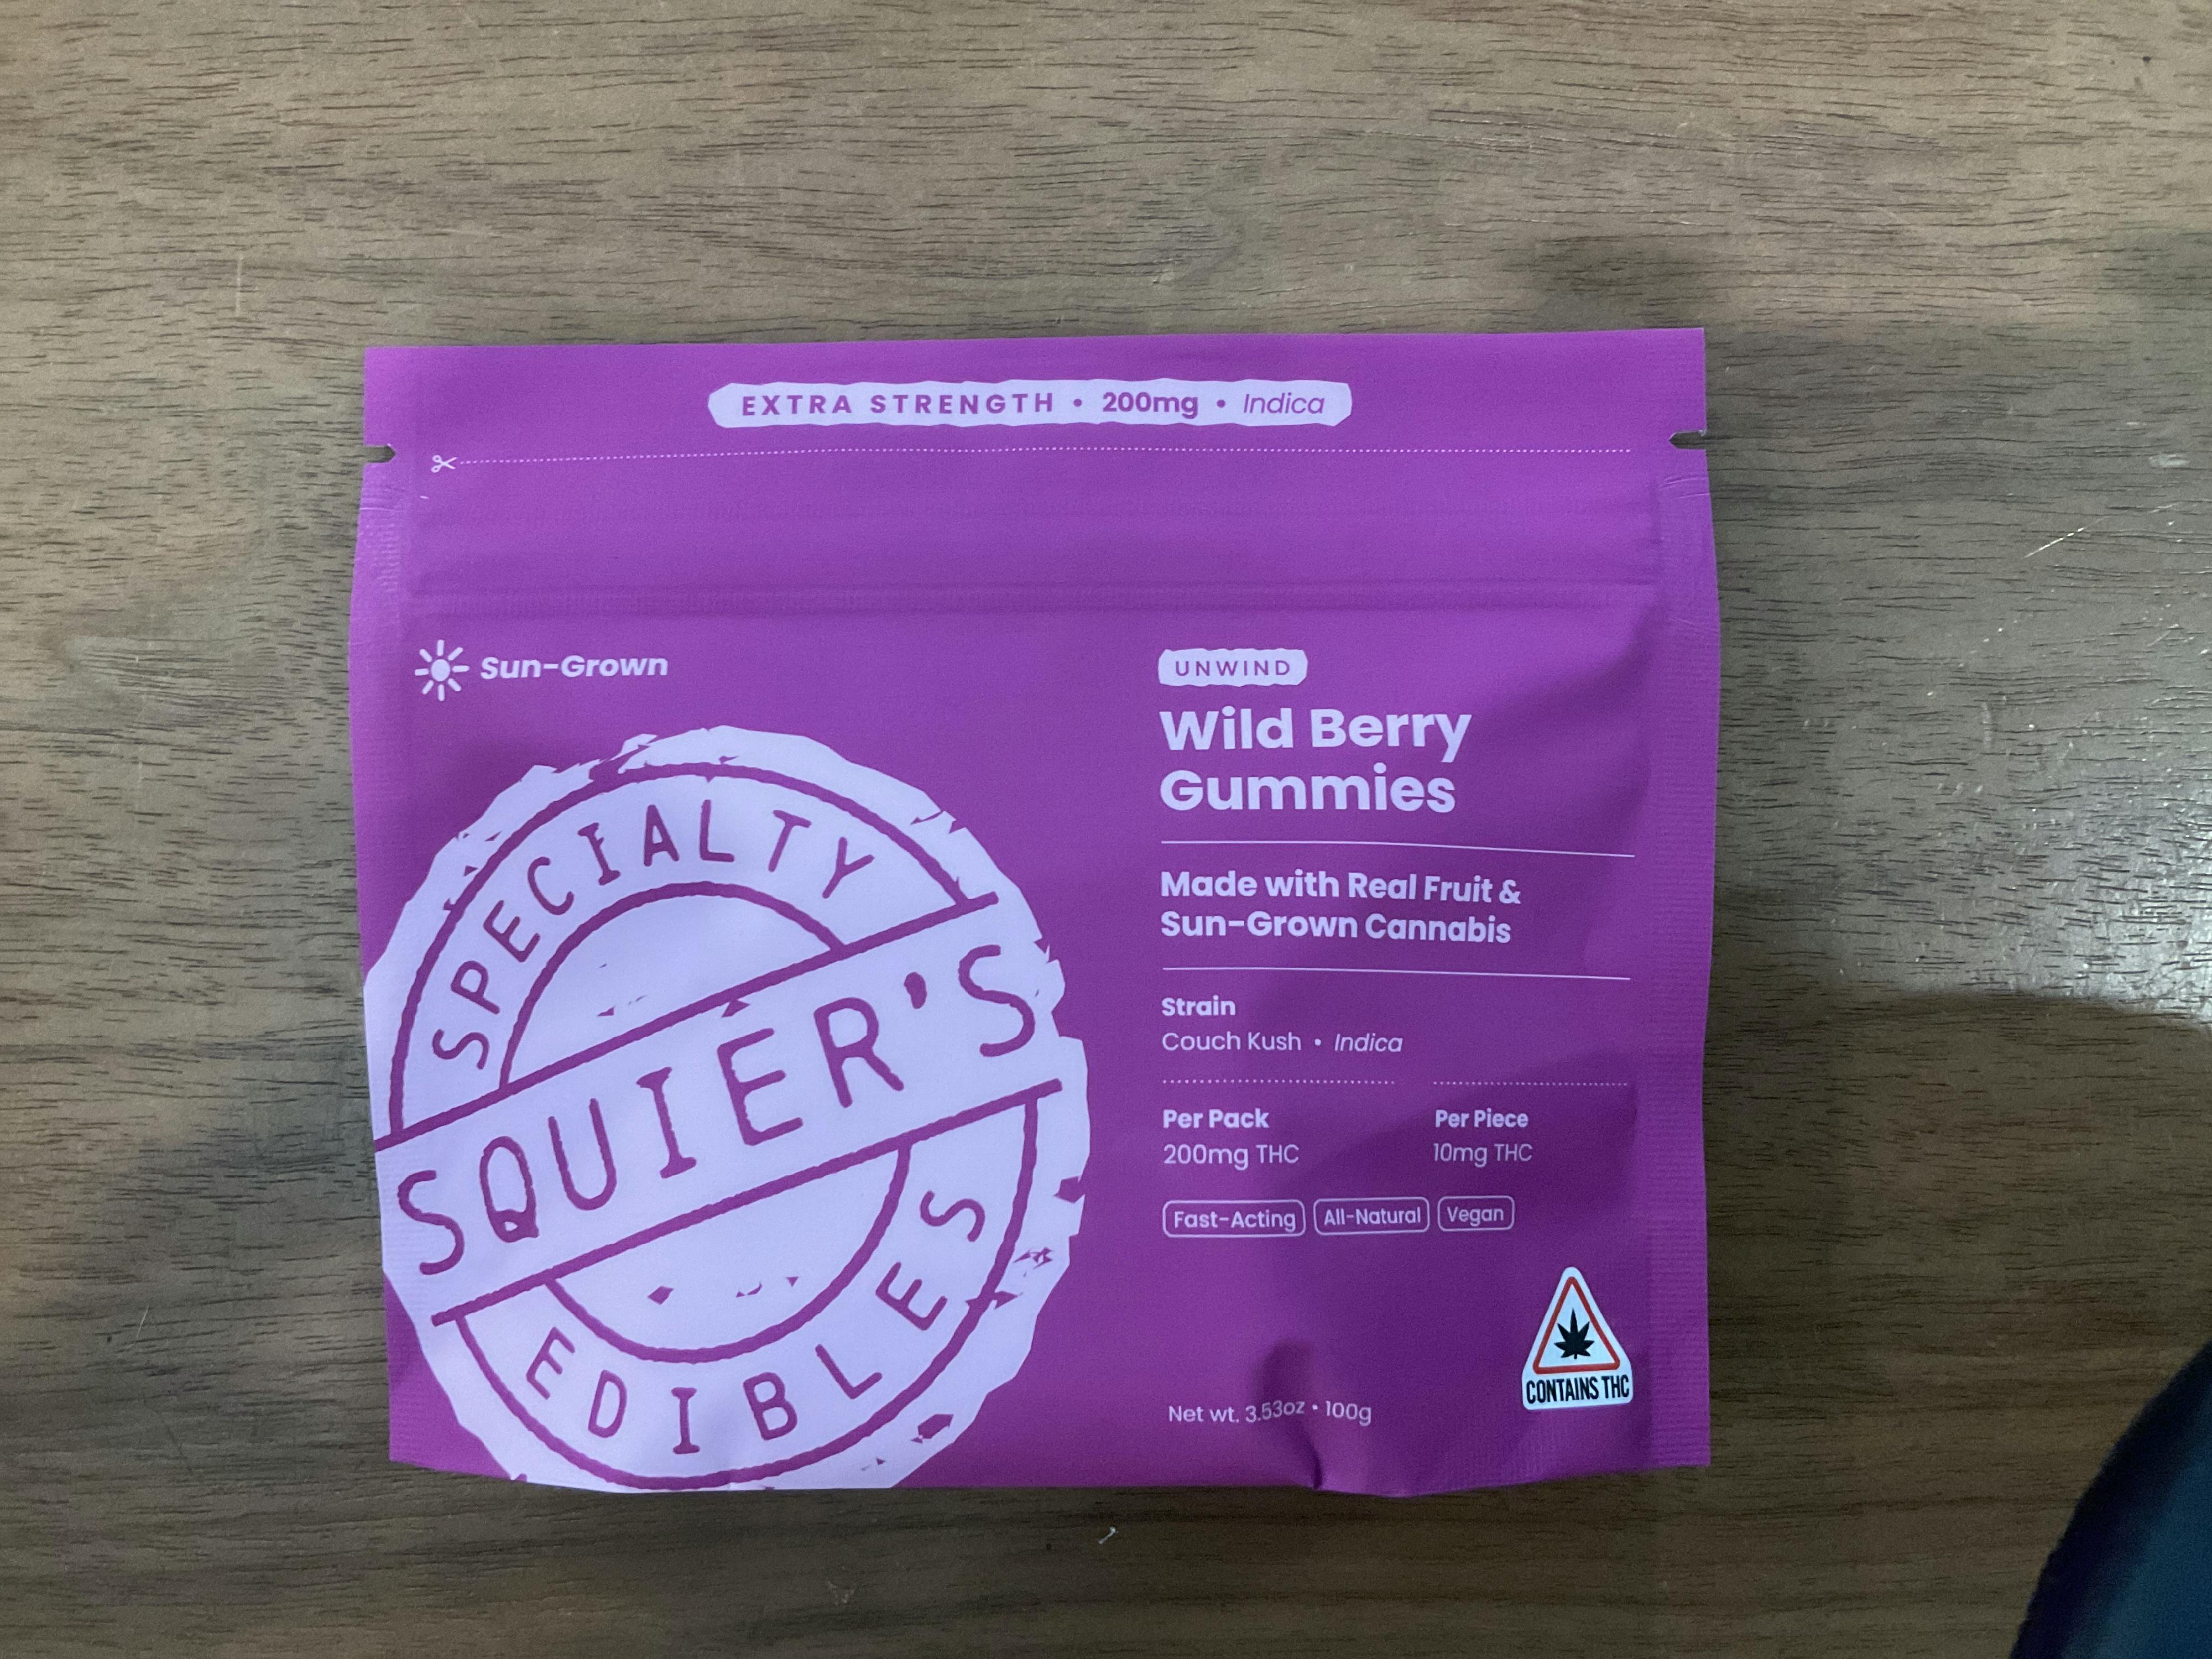 EXTRA STRENGTH • 200mg • Indica
Sun-Grown
SPECIALTY
SQUIER'S
EDIBLES
UNWIND
Wild Berry
Gummies
Made with Real Fruit &
Sun-Grown Cannabis
Strain
Couch Kush • Indica
Per Pack
200mg THC
Per Piece
10mg THC
Fast-Acting
All-Natural
Vegan
CONTAINS THC
Net wt. 3.53oz • 100g